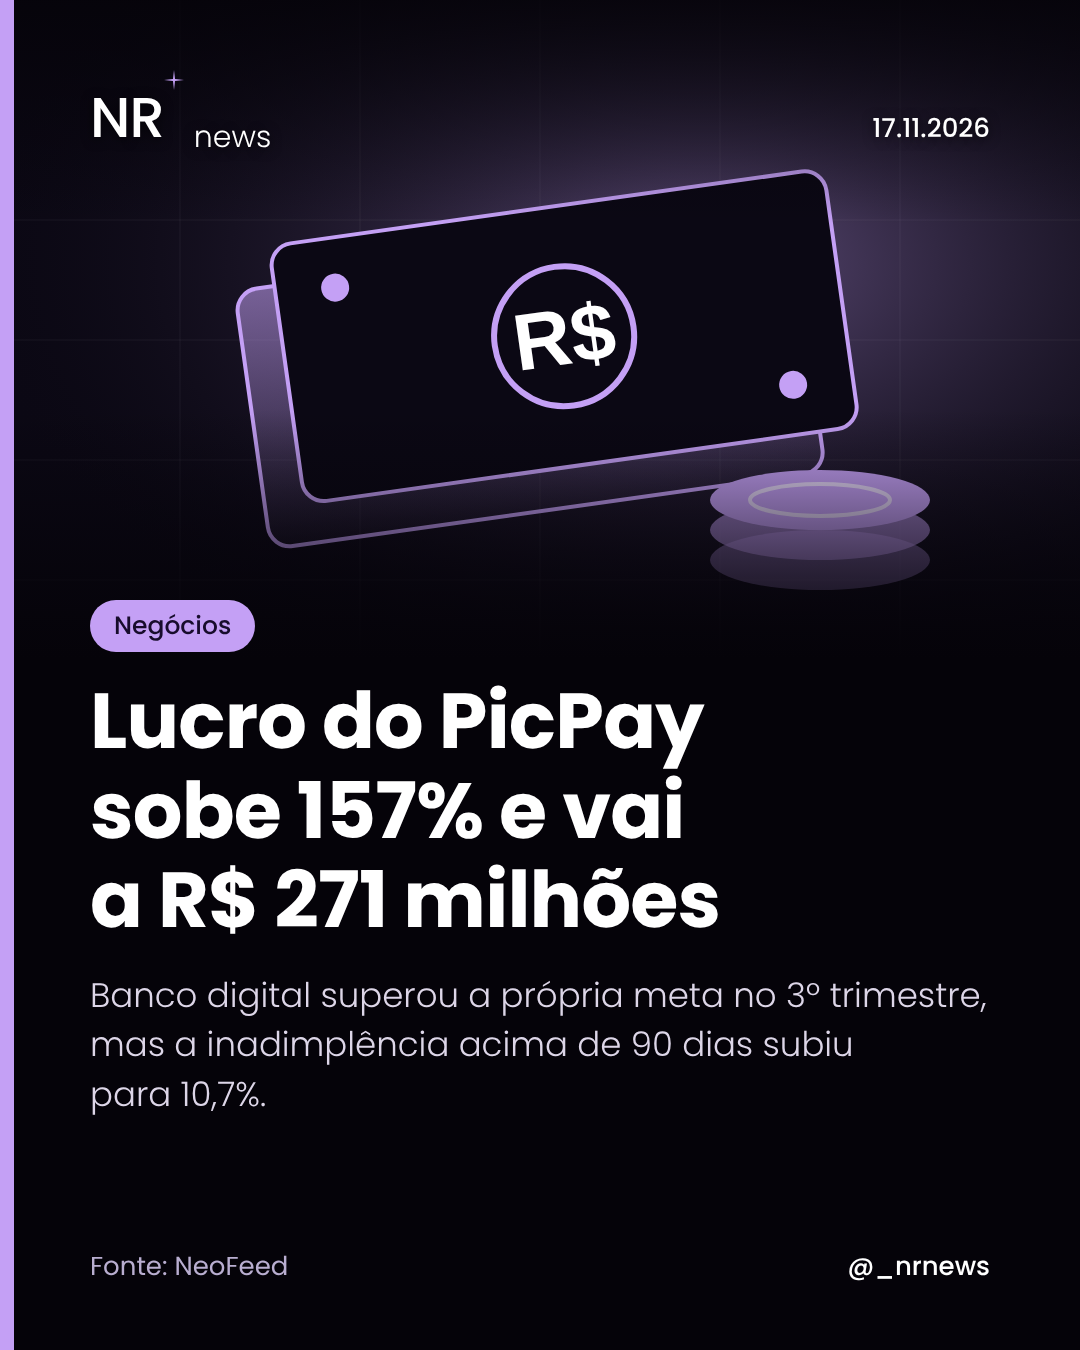 NR
news
17.11.2026
R$
Negócios
Lucro do PicPay
sobe 157% e vai
a R$ 271 milhões
Banco digital superou a própria meta no 3º trimestre,
mas a inadimplência acima de 90 dias subiu
para 10,7%.
Fonte: NeoFeed
@_nrnews